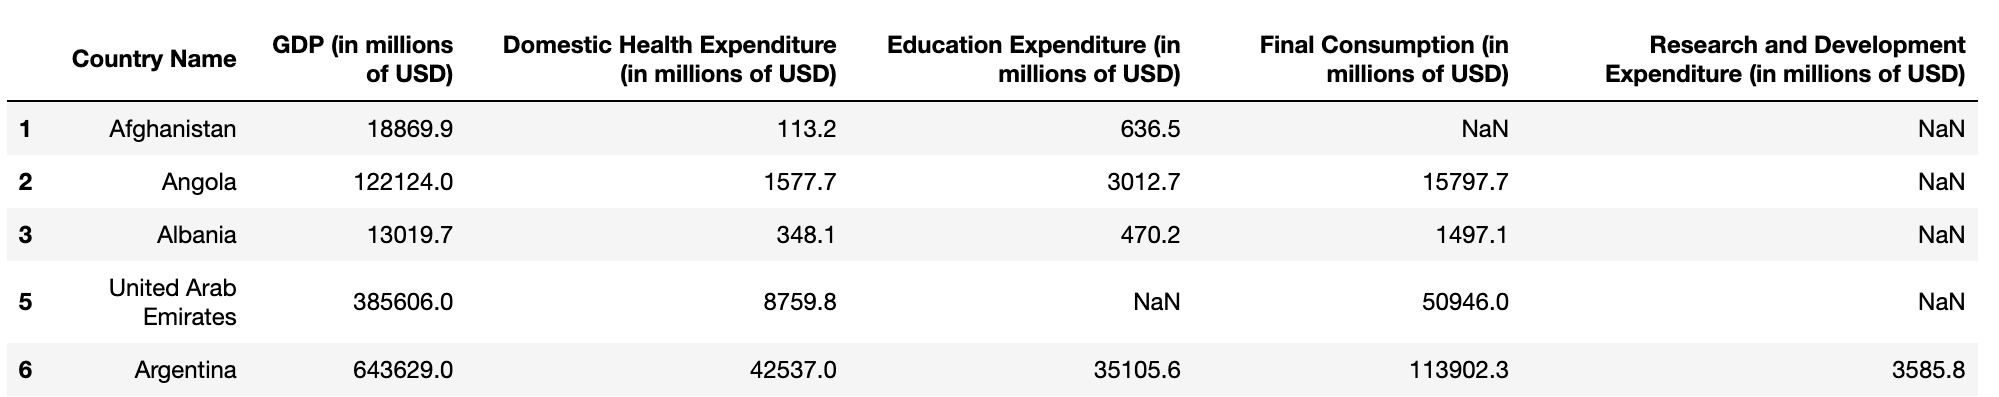 Country Name GDP (in millions of USD) Domestic Health Expenditure (in millions of USD) Education Expenditure (in millions of USD) Final Consumption (in millions of USD) Research and Development Expenditure (in millions of USD)
1 Afghanistan 18869.9 113.2 636.5 NaN NaN
2 Angola 122124.0 1577.7 3012.7 15797.7 NaN
3 Albania 13019.7 348.1 470.2 1497.1 NaN
5 United Arab Emirates 385606.0 8759.8 NaN 50946.0 NaN
6 Argentina 643629.0 42537.0 35105.6 113902.3 3585.8